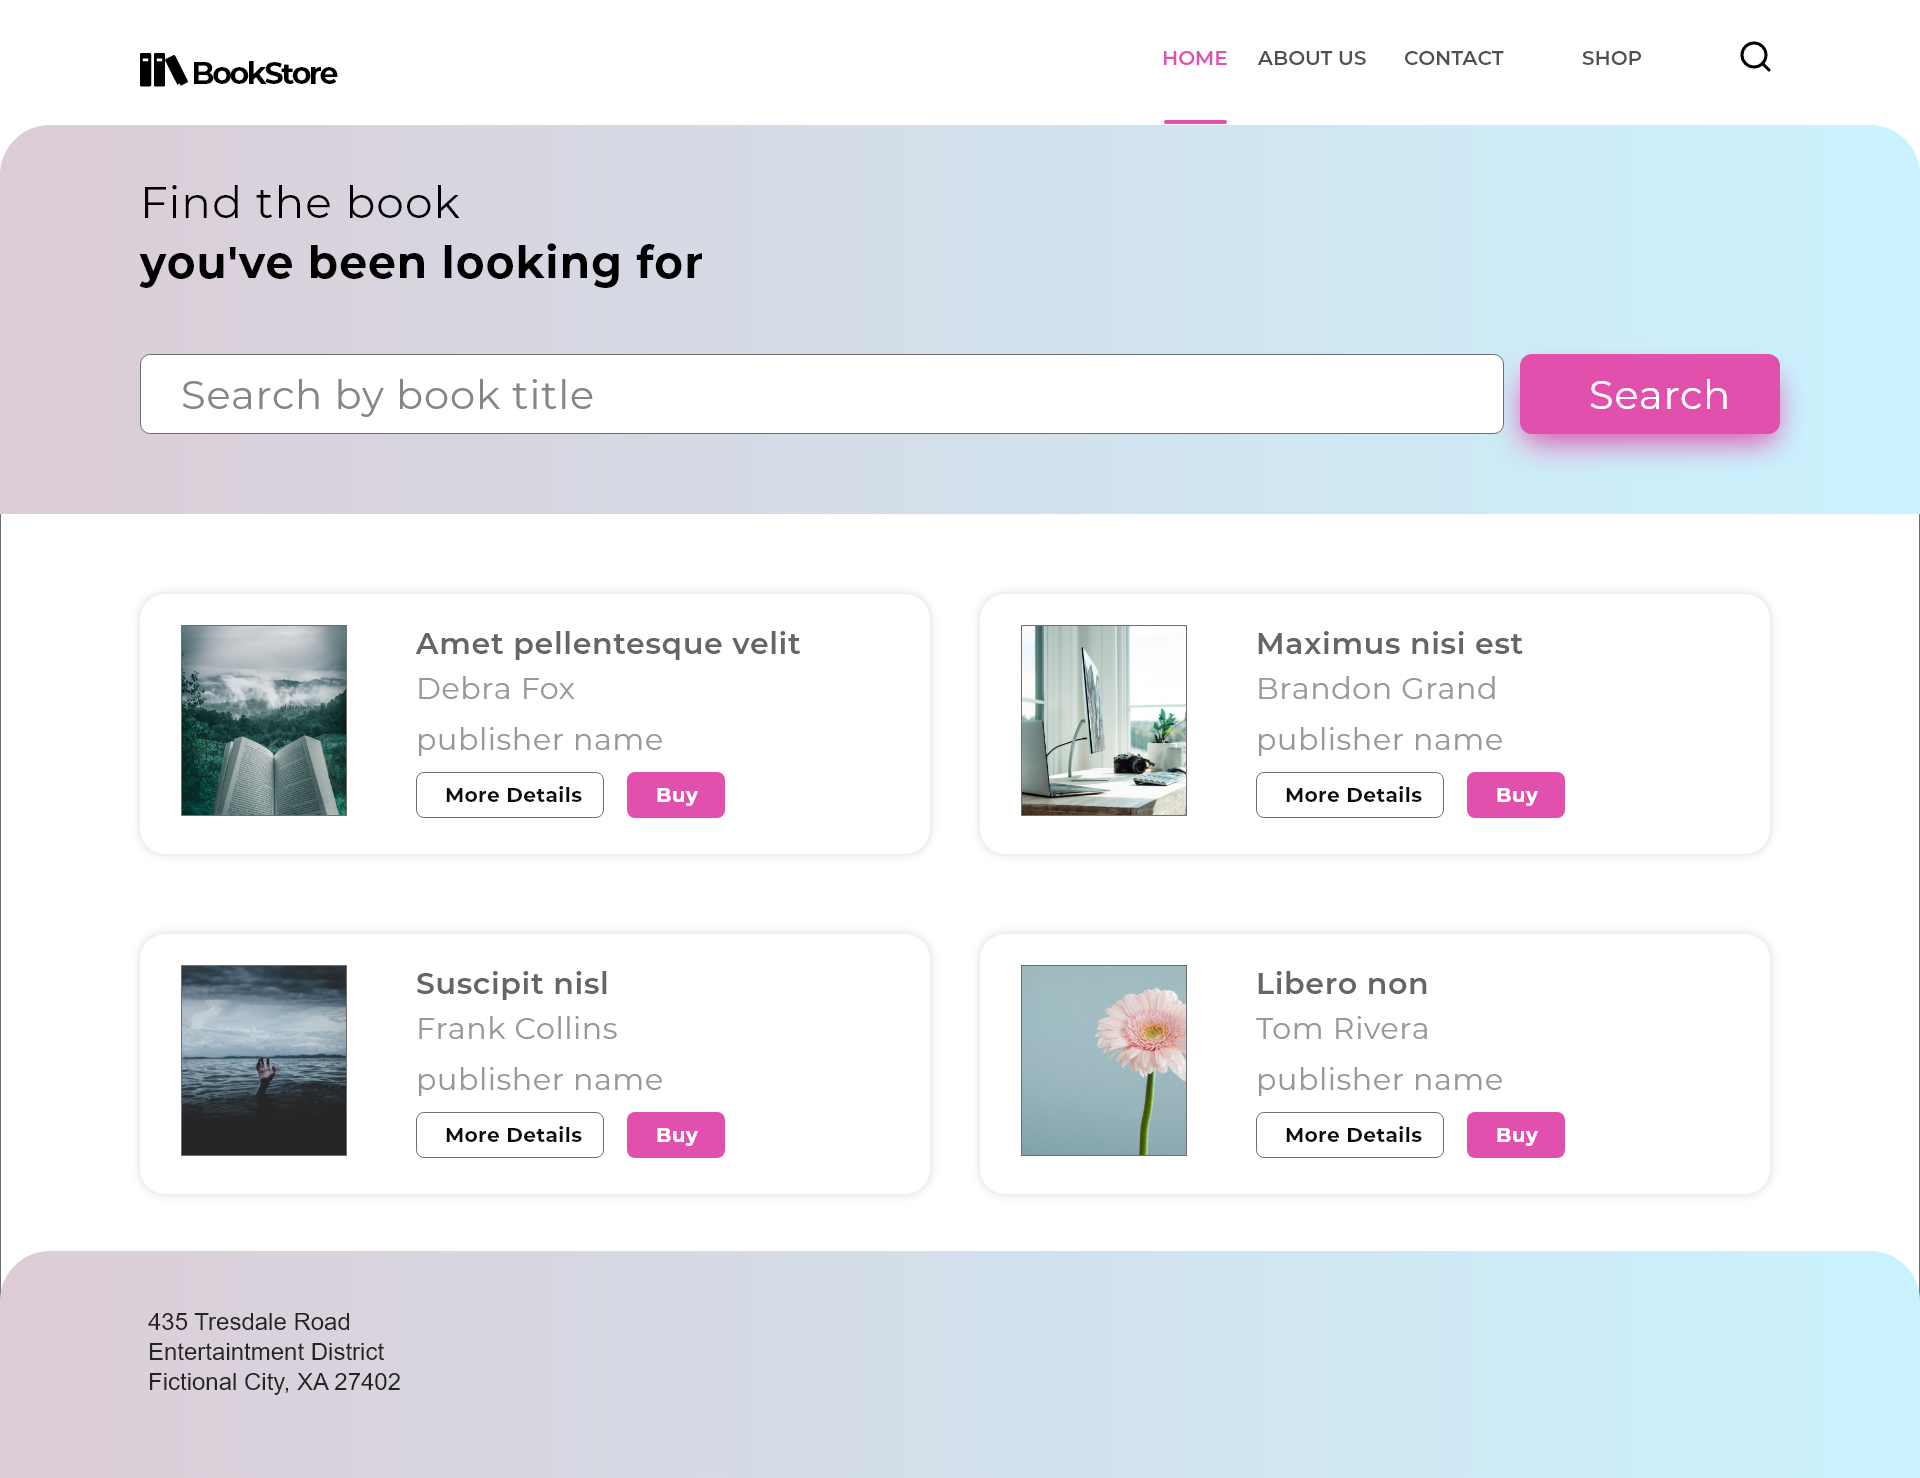 BookStore
HOME ABOUT US CONTACT SHOP
Find the book
you've been looking for
Search by book title
Search
Amet pellentesque velit
Debra Fox
publisher name
More Details Buy
Maximus nisi est
Brandon Grand
publisher name
More Details Buy
Suscipit nisl
Frank Collins
publisher name
More Details Buy
Libero non
Tom Rivera
publisher name
More Details Buy
435 Tresdale Road
Entertaintment District
Fictional City, XA 27402